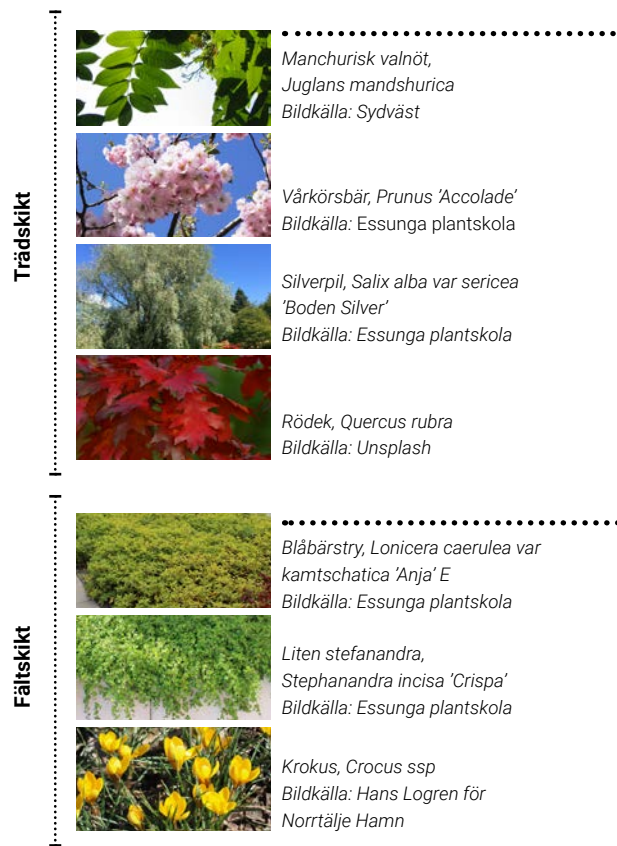 Trädskikt
Manchurisk valnöt,
Juglans mandshurica
Bildkälla: Sydväst
Vårkörsbär, Prunus ’Accolade’
Bildkälla: Essunga plantskola
Silverpil, Salix alba var sericea
’Boden Silver’
Bildkälla: Essunga plantskola
Rödek, Quercus rubra
Bildkälla: Unsplash
Fältskikt
Blåbärstry, Lonicera caerulea var
kamtschatica ’Anja’ E
Bildkälla: Essunga plantskola
Liten stefanandra,
Stephanandra incisa ’Crispa’
Bildkälla: Essunga plantskola
Krokus, Crocus ssp
Bildkälla: Hans Logren för
Norrtälje Hamn